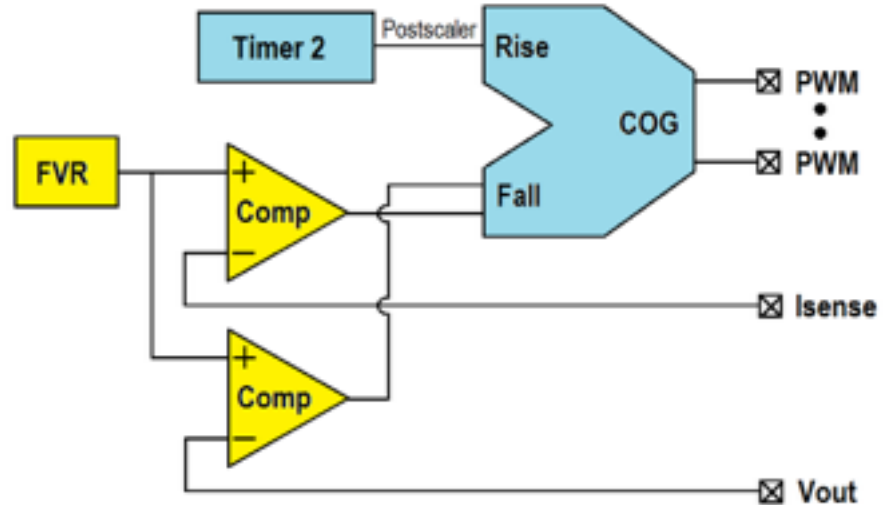 Timer 2
Postscaler
Rise
COG
PWM
PWM
FVR
+
Comp
−
Fall
Isense
+
Comp
−
Vout